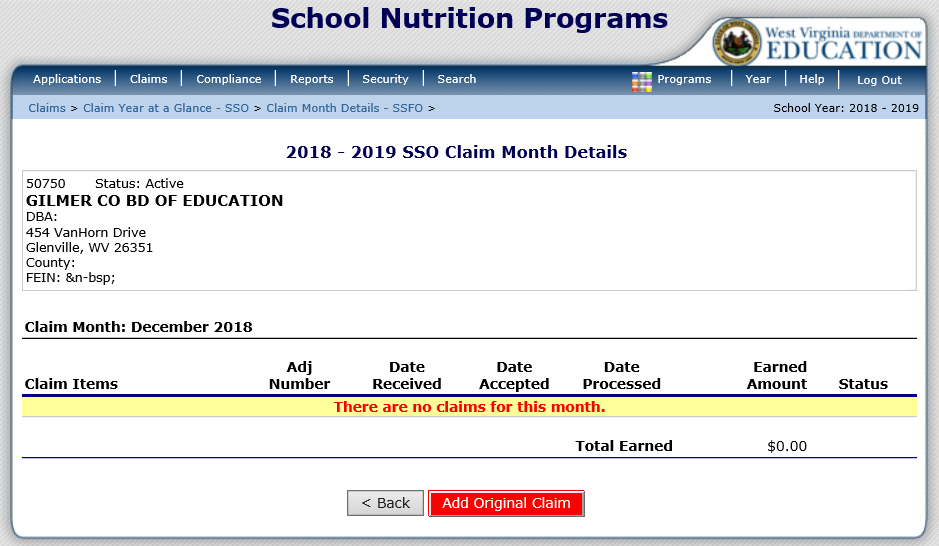 School Nutrition Programs
West Virginia DEPARTMENT OF
EDUCATION
Applications | Claims | Compliance | Reports | Security | Search Programs | Year | Help | Log Out
Claims > Claim Year at a Glance - SSO > Claim Month Details - SSFO > School Year: 2018 - 2019
2018 - 2019 SSO Claim Month Details
50750 Status: Active
GILMER CO BD OF EDUCATION
DBA:
454 VanHorn Drive
Glenville, WV 26351
County:
FEIN: &n-bsp;
Claim Month: December 2018
Adj Date Date Date Earned
Claim Items Number Received Accepted Processed Amount Status
There are no claims for this month.
Total Earned $0.00
< Back Add Original Claim